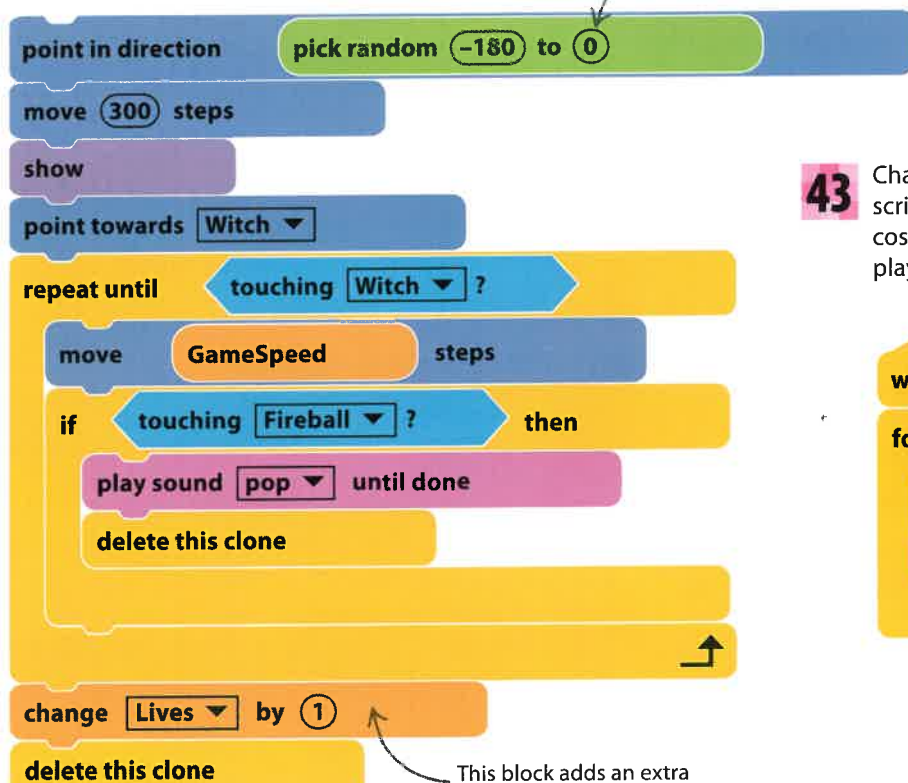 point in direction pick random -180 to 0
move 300 steps
show
point towards Witch
repeat until touching Witch ?
move GameSpeed steps
if touching Fireball ? then
play sound pop until done
delete this clone
change Lives by 1
delete this clone
This block adds an extra
43